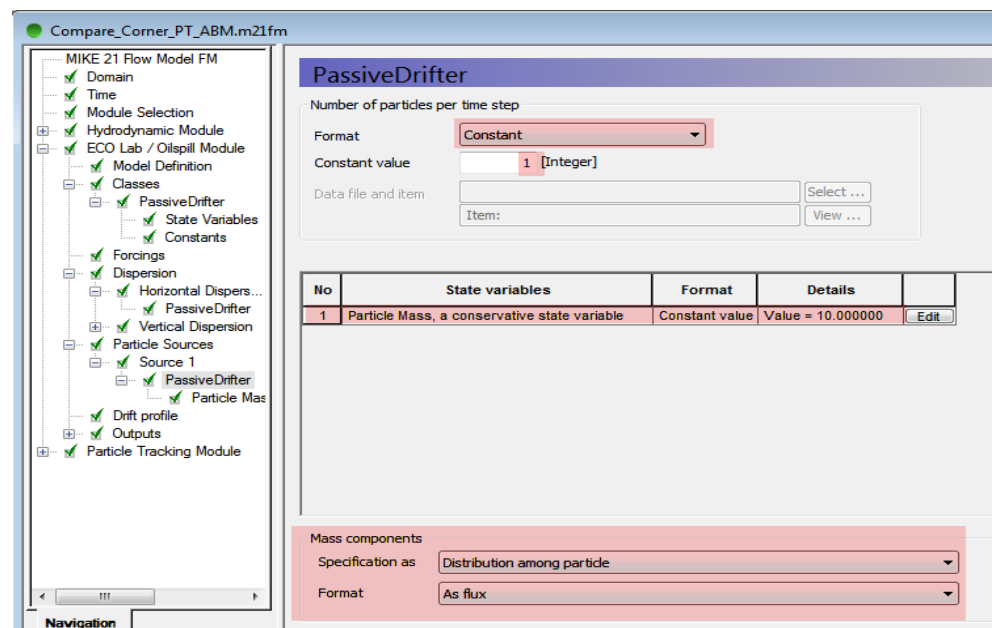 Compare_Corner_PT_ABM.m21fm
MIKE 21 Flow Model FM
Domain
Time
Module Selection
Hydrodynamic Module
ECO Lab / Oilspill Module
Model Definition
Classes
PassiveDrifter
State Variables
Constants
Forcings
Dispersion
Horizontal Dispers...
PassiveDrifter
Vertical Dispersion
Particle Sources
Source 1
PassiveDrifter
Particle Mas
Drift profile
Outputs
Particle Tracking Module
Navigation
PassiveDrifter
Number of particles per time step
Format Constant
Constant value 1 [Integer]
Data file and item Select ...
Item: View ...
No State variables Format Details
1 Particle Mass, a conservative state variable Constant value Value = 10.000000 Edit
Mass components
Specification as Distribution among particle
Format As flux